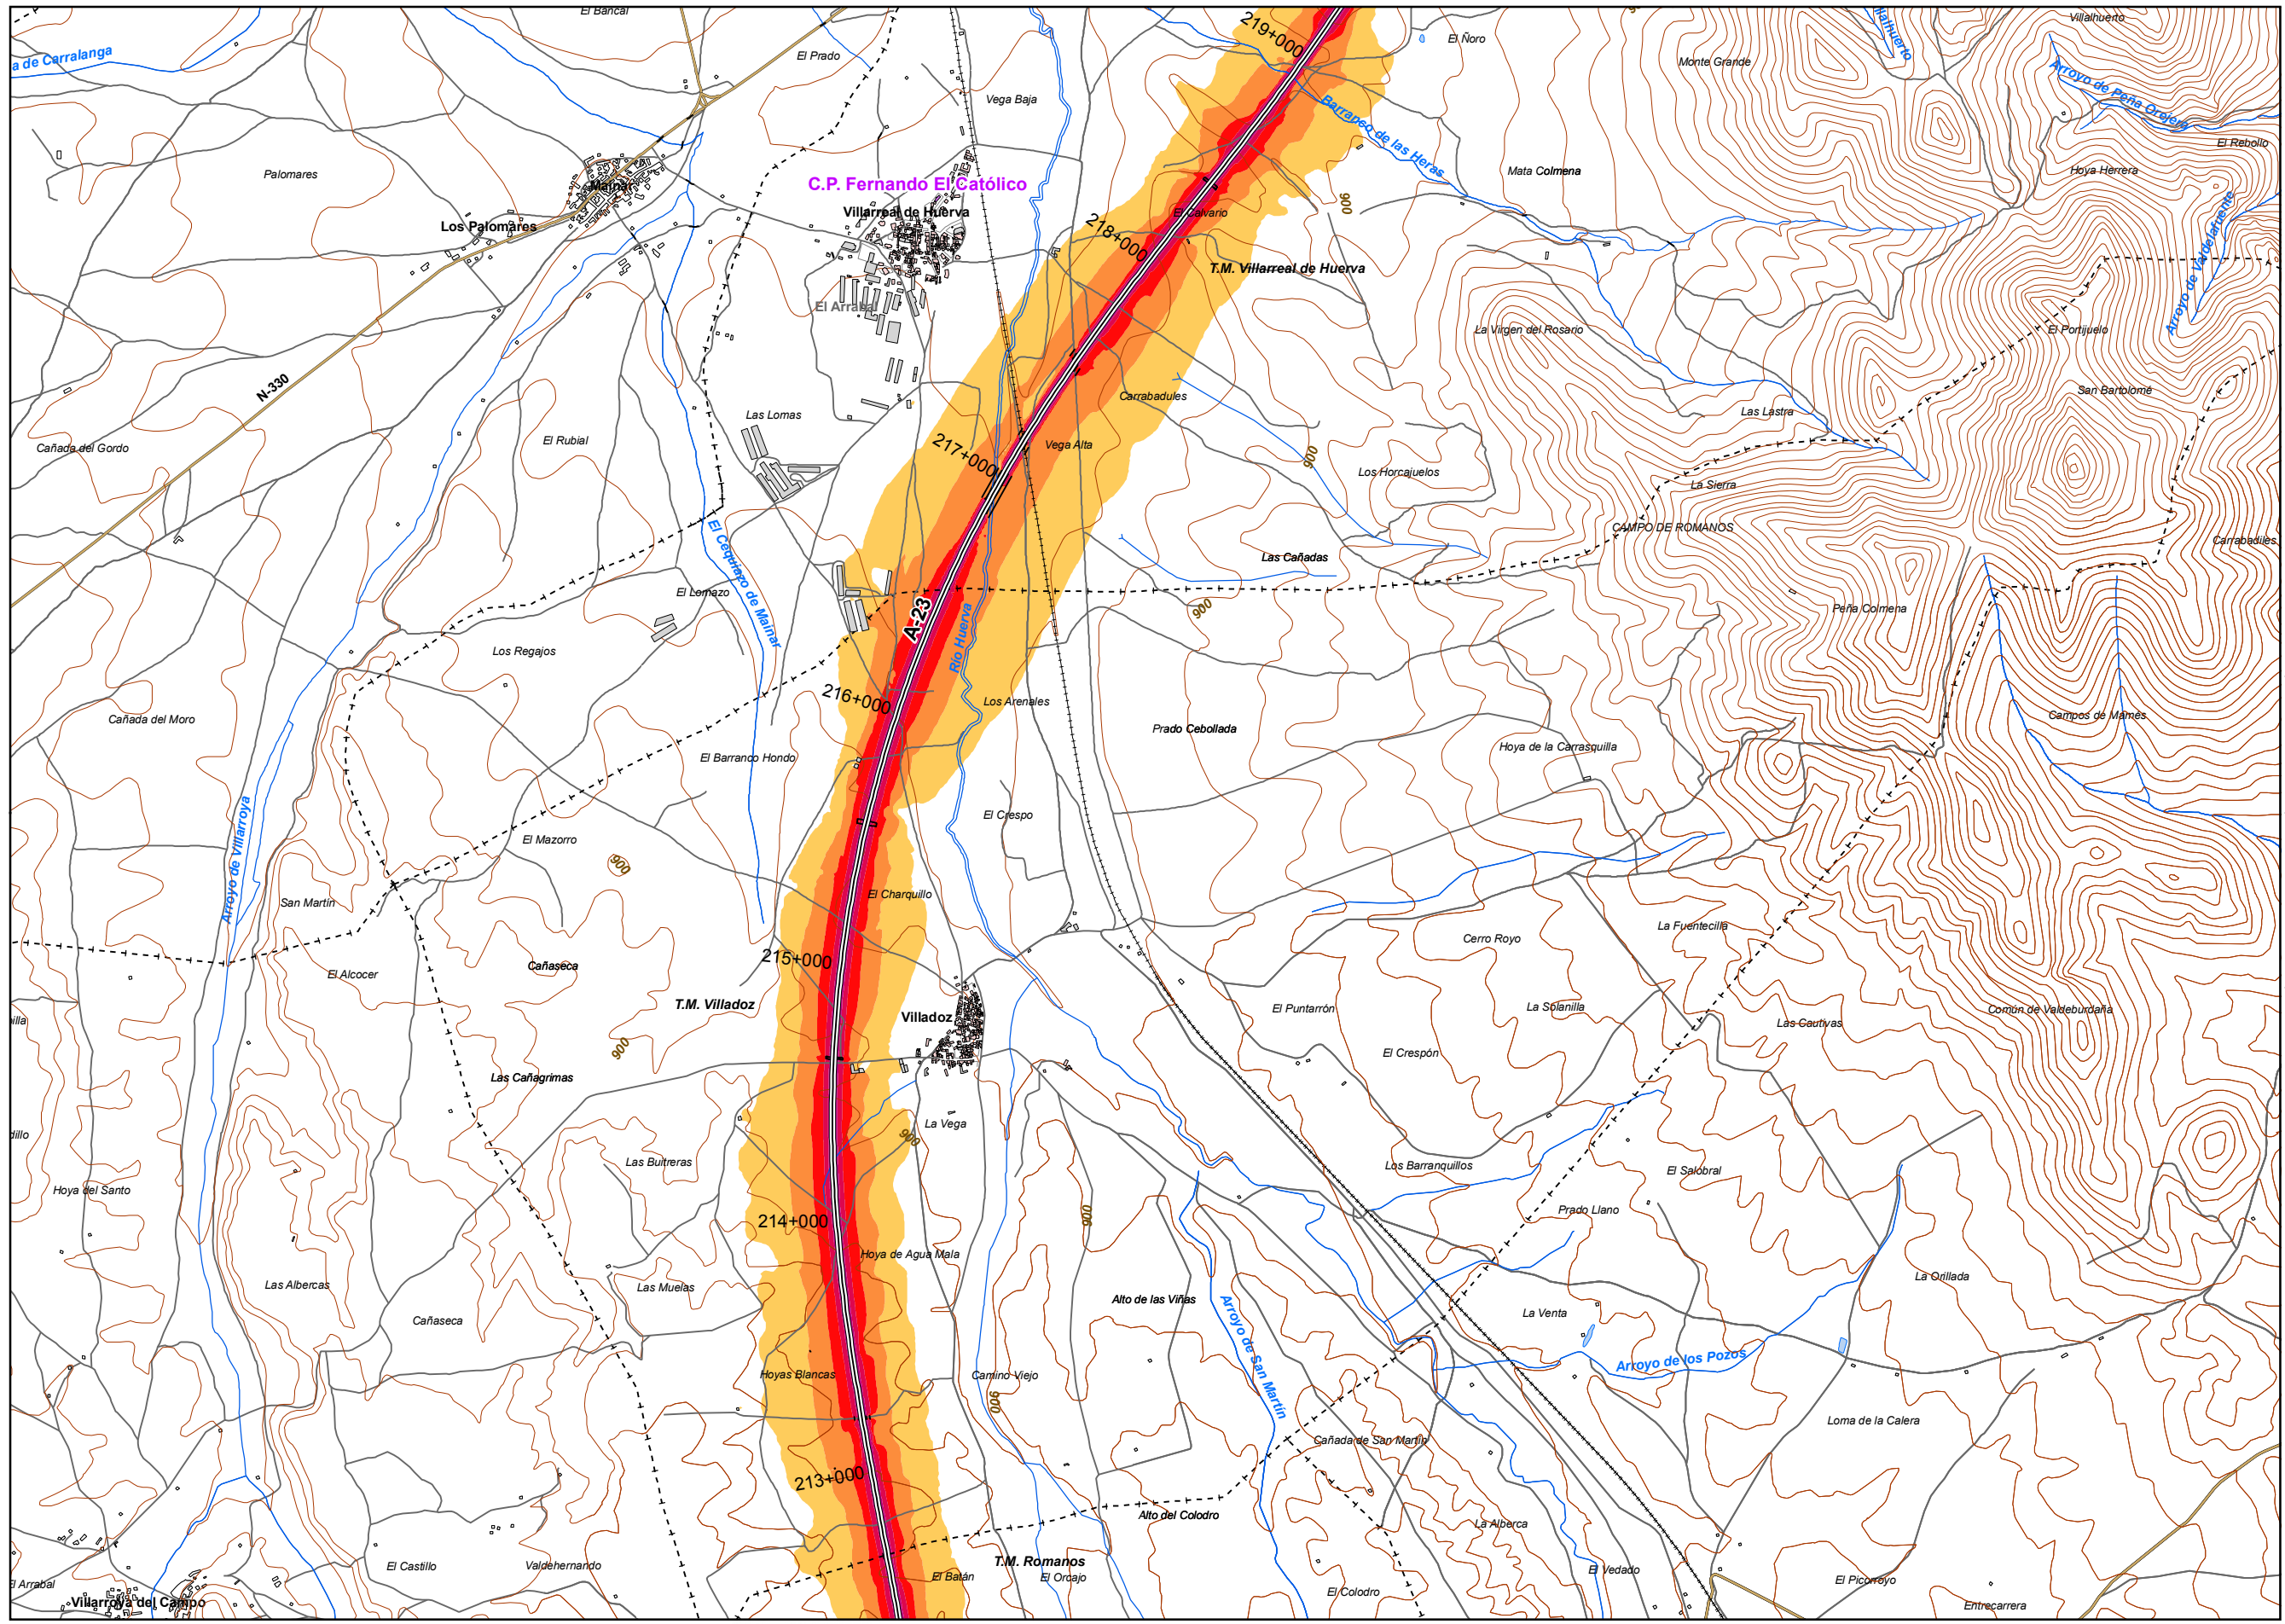 El Bancal
a de Carralanga
El Prado
219+000
El Ñoro
Villalhuerto
Monte Grande
Arroyo de Peña Orejera
Vega Baja
Barranco de las Heras
El Rebollo
Palomares
Mainar
C.P. Fernando El Católico
Mata Colmena
Hoya Herrera
Los Palomares
Villarreal de Huerva
El Calvario
900
218+000
T.M. Villarreal de Huerva
Arroyo de Valdelafuente
El Arrabal
La Virgen del Rosario
El Portijuelo
N-330
Carrabadules
San Bartolomé
Las Lomas
Las Lastra
Cañada del Gordo
El Rubial
217+000
Vega Alta
900
Los Horcajuelos
La Sierra
El Cequiazo de Mainar
CAMPO DE ROMANOS
Carrabadiles
Las Cañadas
El Lomazo
A-23
900
Peña Colmena
Río Huerva
Los Regajos
216+000
Los Arenales
Cañada del Moro
Prado Cebollada
Campos de Mamés
El Barranco Hondo
Hoya de la Carrasquilla
El Crespo
Arroyo de Villarroya
El Mazorro
900
San Martín
El Charquillo
La Fuentecilla
Cerro Royo
215+000
El Alcocer
Cañaseca
T.M. Villadoz
Villadoz
El Puntarrón
La Solanilla
Común de Valdeburdaña
Las Cautivas
illa
900
El Crespón
Las Cañagrimas
La Vega
dillo
900
Las Buitreras
Los Barranquillos
El Salobral
Hoya del Santo
214+000
900
Prado Llano
Hoya de Agua Mala
Las Albercas
Las Muelas
Alto de las Viñas
La Orillada
Cañaseca
La Venta
Arroyo de San Martín
Arroyo de los Pozos
Hoyas Blancas
Camino Viejo
900
Loma de la Calera
Cañada de San Martín
213+000
Alto del Colodro
La Alberca
El Castillo
Valdehernando
T.M. Romanos
El Batán
El Orcajo
El Vedado
El Arrabal
El Colodro
El Picorroyo
Villarroya del Campo
Entrecarrera